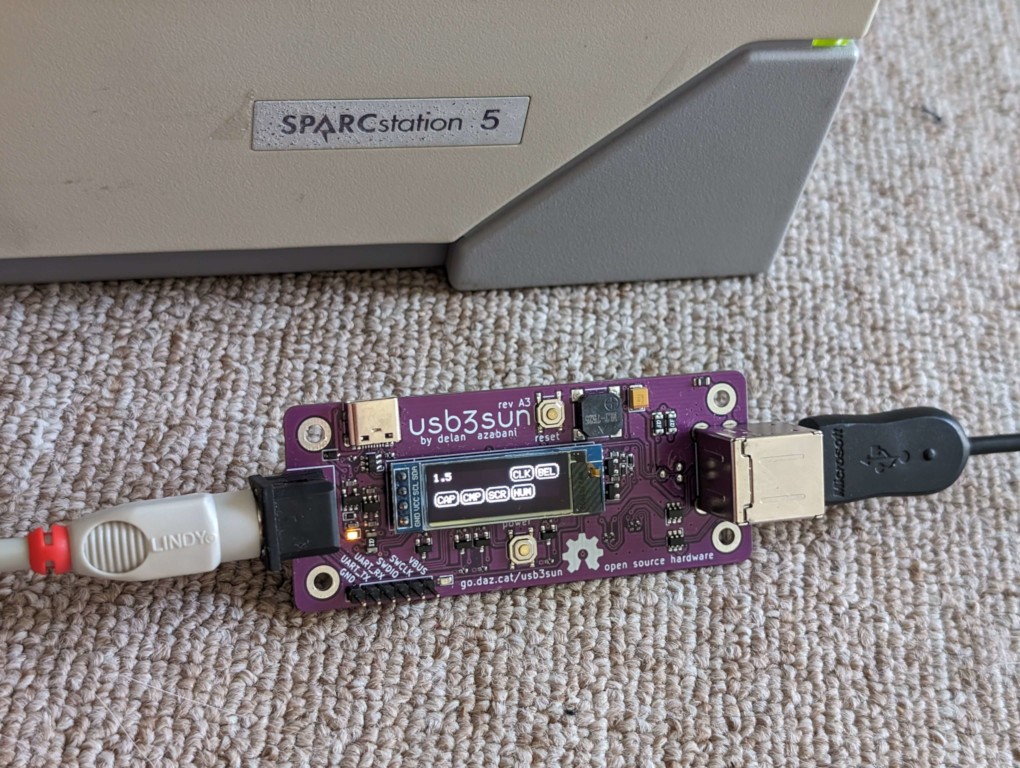 SPARCstation 5
rev A3
usb3sun
by delan azabani
reset
1.5
CLK BEL
CAP CMP SCR NUM
GND VCC SCL SDA
power
LINDY
Microsoft
VBUS
SWCLK
SWDIO
UART_RX
UART_TX
GND
go.daz.cat/usb3sun
open source hardware